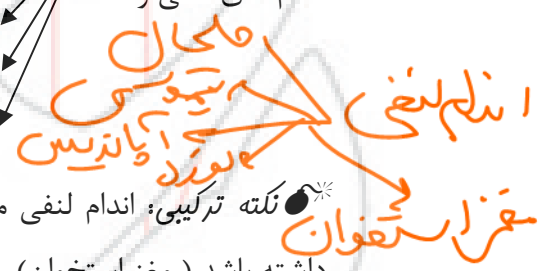 طحال
تیموس
آپاندیس
لوزه
اندام لنفی
مغز استخوان
نکته ترکیبی: اندام لنفی
داشته باشد (مغز استخوان)